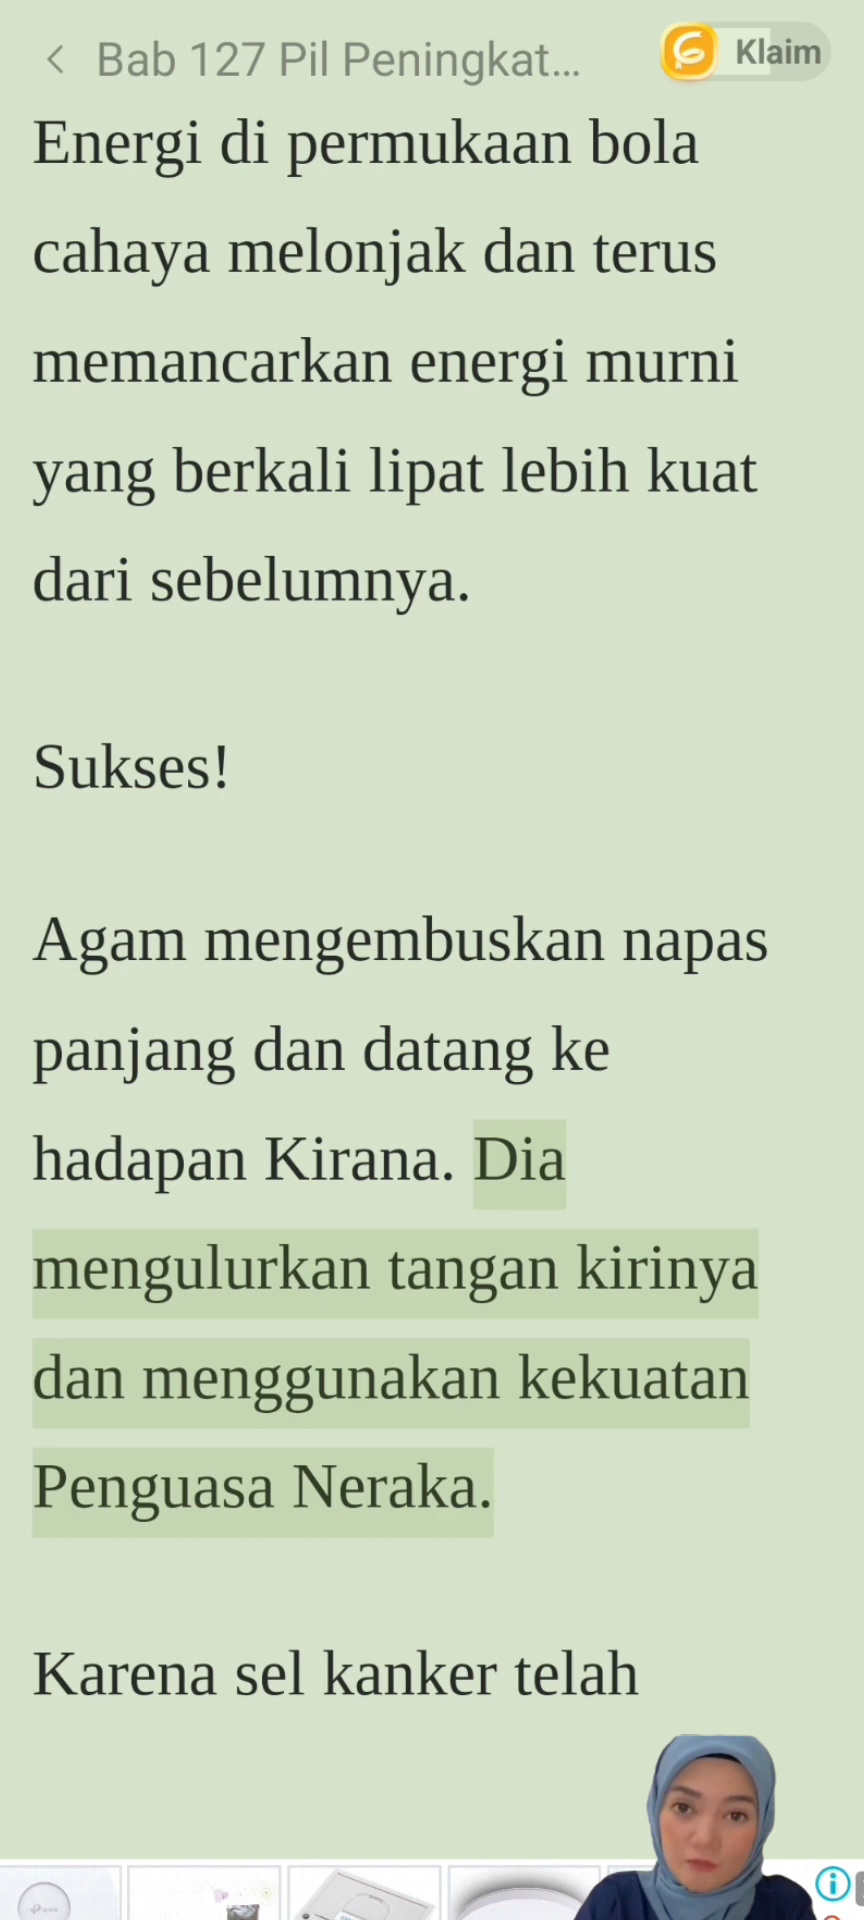 Bab 127 Pil Peningkat...
Klaim
Energi di permukaan bola
cahaya melonjak dan terus
memancarkan energi murni
yang berkali lipat lebih kuat
dari sebelumnya.
Sukses!
Agam mengembuskan napas
panjang dan datang ke
hadapan Kirana. Dia
mengulurkan tangan kirinya
dan menggunakan kekuatan
Penguasa Neraka.
Karena sel kanker telah